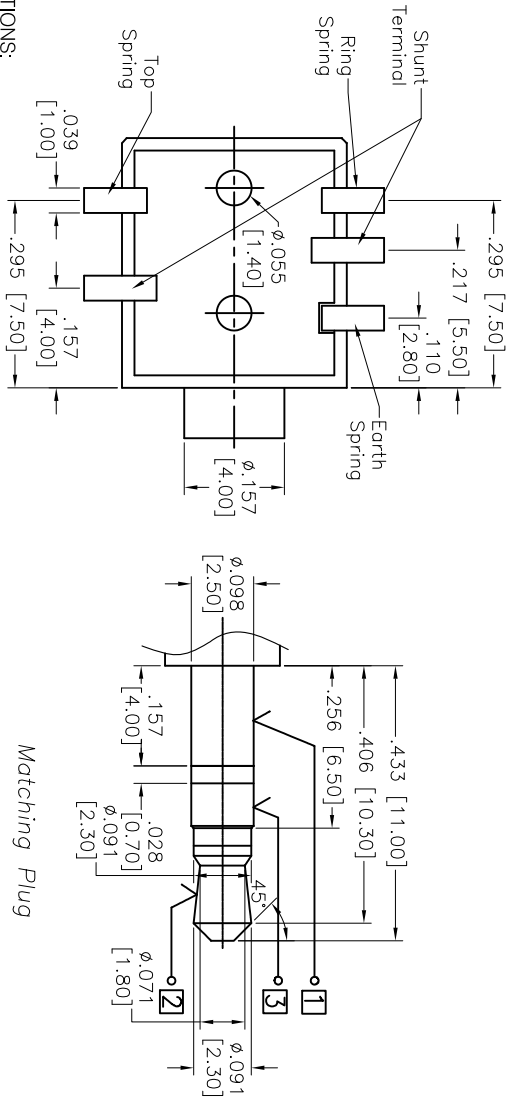 TIONS:
Shunt
Terminal
Ring
Spring
Top
Spring
.295 [7.50]
.217 [5.50]
.110
[2.80]
Earth
Spring
ø.055
[1.40]
.039
[1.00]
.157
[4.00]
.295 [7.50]
ø.157
[4.00]
.433 [11.00]
.406 [10.30]
.256 [6.50]
ø.098
[2.50]
.157
[4.00]
.028
[0.70]
ø.091
[2.30]
45°
1
3
2
ø.071
[1.80]
ø.091
[2.30]
Matching Plug